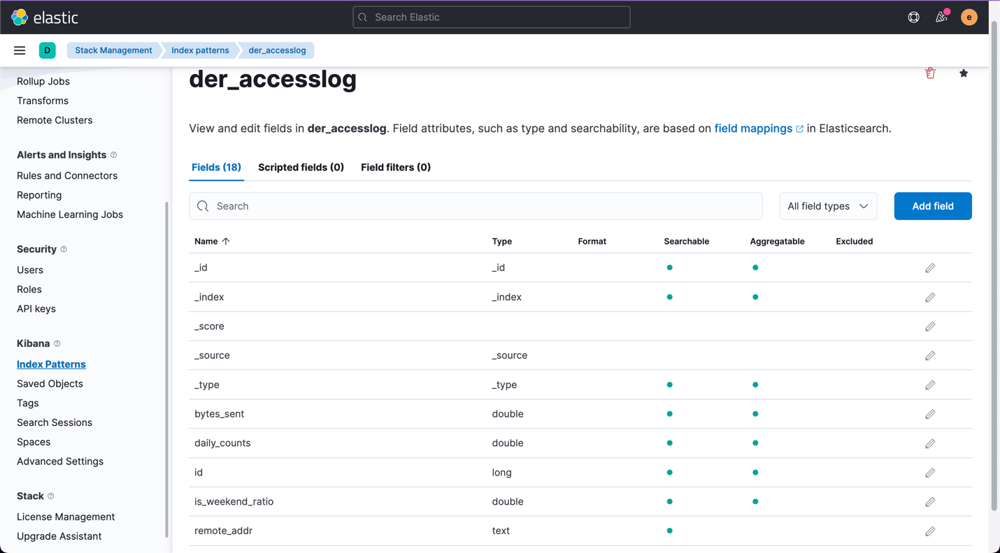 elastic
Search Elastic
e
D
Stack Management
Index patterns
der_accesslog
Rollup Jobs
Transforms
Remote Clusters
Alerts and Insights
Rules and Connectors
Reporting
Machine Learning Jobs
Security
Users
Roles
API keys
Kibana
Index Patterns
Saved Objects
Tags
Search Sessions
Spaces
Advanced Settings
Stack
License Management
Upgrade Assistant
der_accesslog
View and edit fields in der_accesslog. Field attributes, such as type and searchability, are based on field mappings in Elasticsearch.
Fields (18) Scripted fields (0) Field filters (0)
Search All field types Add field
Name Type Format Searchable Aggregatable Excluded
_id _id
_index _index
_score
_source _source
_type _type
bytes_sent double
daily_counts double
id long
is_weekend_ratio double
remote_addr text